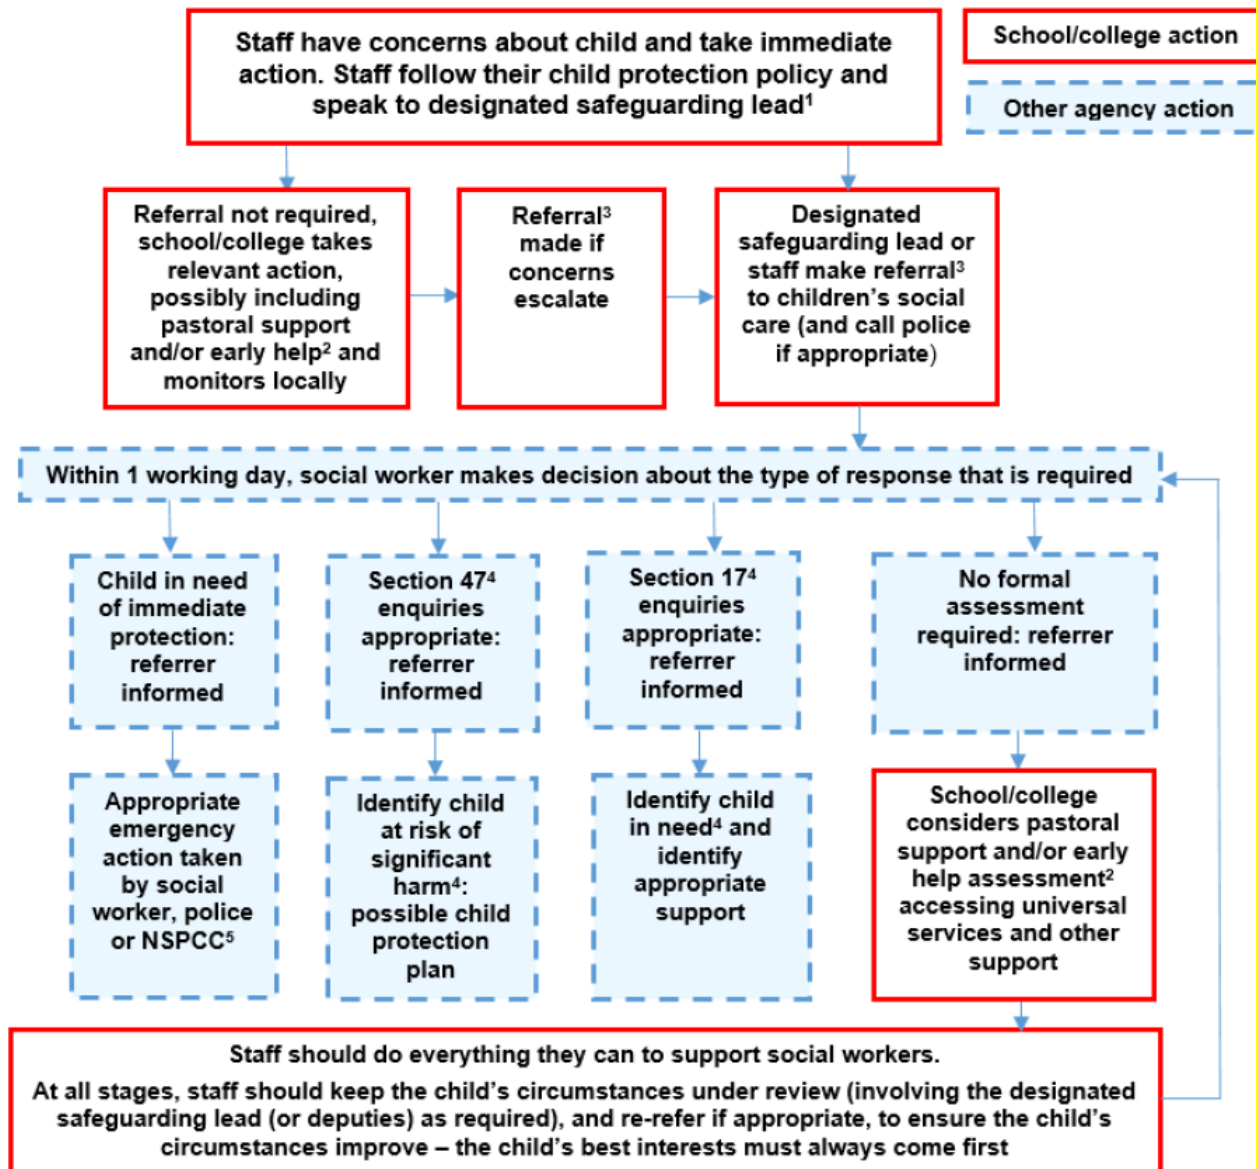 Staff have concerns about child and take immediate
action. Staff follow their child protection policy and
speak to designated safeguarding lead¹
School/college action
Other agency action
Referral not required,
school/college takes
relevant action,
possibly including
pastoral support
and/or early help² and
monitors locally
Referral³
made if
concerns
escalate
Designated
safeguarding lead or
staff make referral³
to children’s social
care (and call police
if appropriate)
Within 1 working day, social worker makes decision about the type of response that is required
Child in need
of immediate
protection:
referrer
informed
Section 47⁴
enquiries
appropriate:
referrer
informed
Section 17⁴
enquiries
appropriate:
referrer
informed
No formal
assessment
required: referrer
informed
Appropriate
emergency
action taken
by social
worker, police
or NSPCC⁵
Identify child
at risk of
significant
harm⁴:
possible child
protection
plan
Identify child
in need⁴ and
identify
appropriate
support
School/college
considers pastoral
support and/or early
help assessment²
accessing universal
services and other
support
Staff should do everything they can to support social workers.
At all stages, staff should keep the child’s circumstances under review (involving the designated
safeguarding lead (or deputies) as required), and re-refer if appropriate, to ensure the child’s
circumstances improve – the child’s best interests must always come first